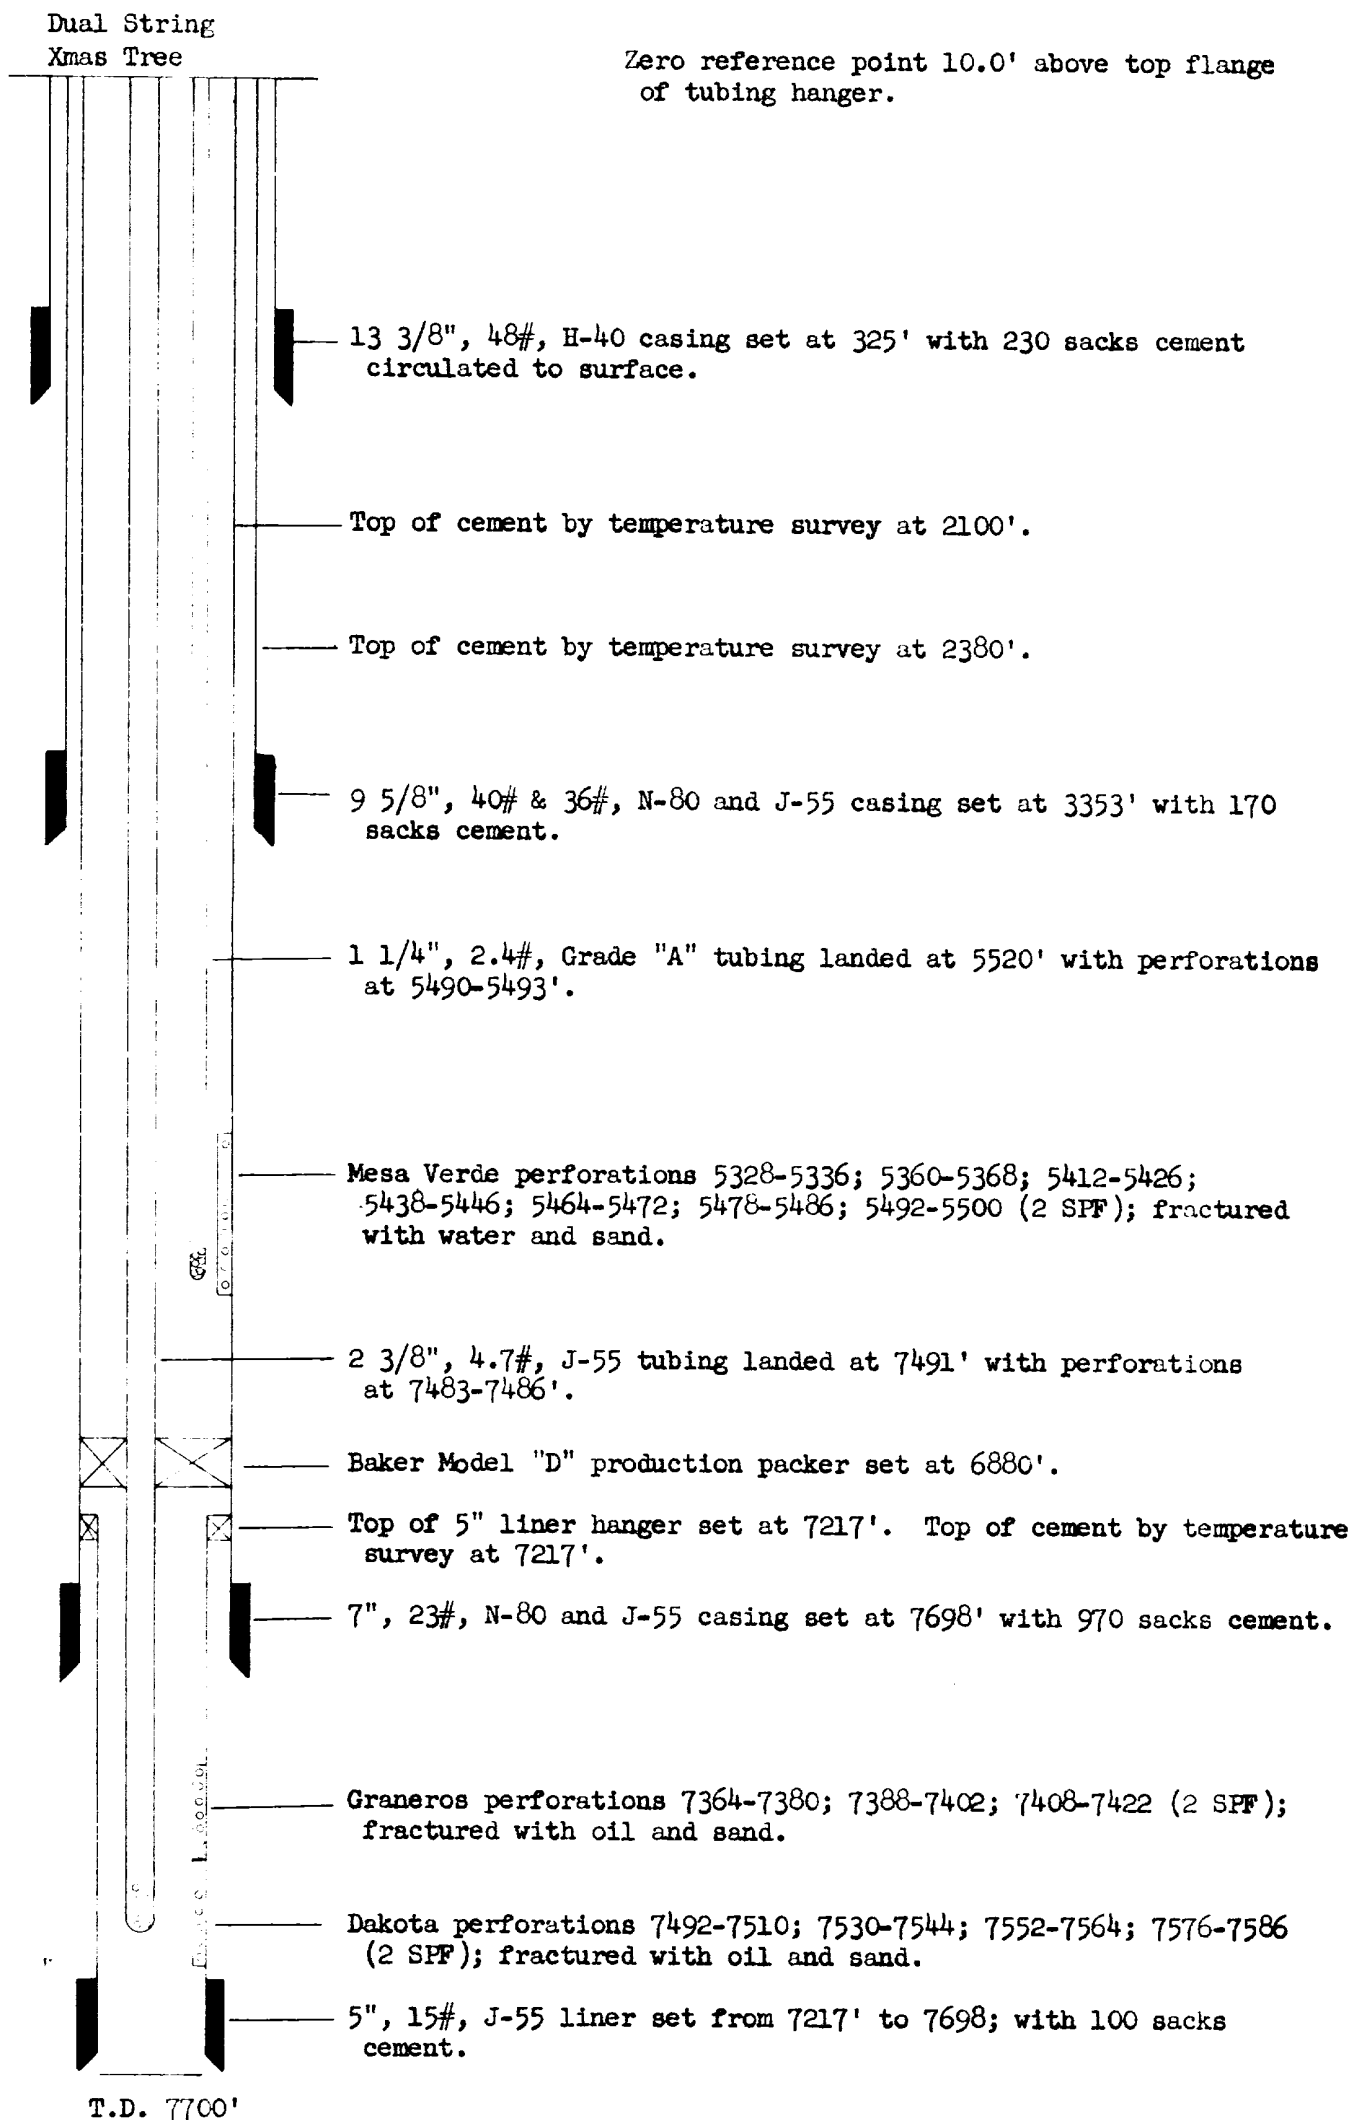 Dual String
Xmas Tree
Zero reference point 10.0' above top flange
of tubing hanger.
13 3/8", 48#, H-40 casing set at 325' with 230 sacks cement
circulated to surface.
Top of cement by temperature survey at 2100'.
Top of cement by temperature survey at 2380'.
9 5/8", 40# & 36#, N-80 and J-55 casing set at 3353' with 170
sacks cement.
1 1/4", 2.4#, Grade "A" tubing landed at 5520' with perforations
at 5490-5493'.
Mesa Verde perforations 5328-5336; 5360-5368; 5412-5426;
5438-5446; 5464-5472; 5478-5486; 5492-5500 (2 SPF); fractured
with water and sand.
2 3/8", 4.7#, J-55 tubing landed at 7491' with perforations
at 7483-7486'.
Baker Model "D" production packer set at 6880'.
Top of 5" liner hanger set at 7217'. Top of cement by temperature
survey at 7217'.
7", 23#, N-80 and J-55 casing set at 7698' with 970 sacks cement.
Graneros perforations 7364-7380; 7388-7402; 7408-7422 (2 SPF);
fractured with oil and sand.
Dakota perforations 7492-7510; 7530-7544; 7552-7564; 7576-7586
(2 SPF); fractured with oil and sand.
5", 15#, J-55 liner set from 7217' to 7698; with 100 sacks
cement.
T.D. 7700'